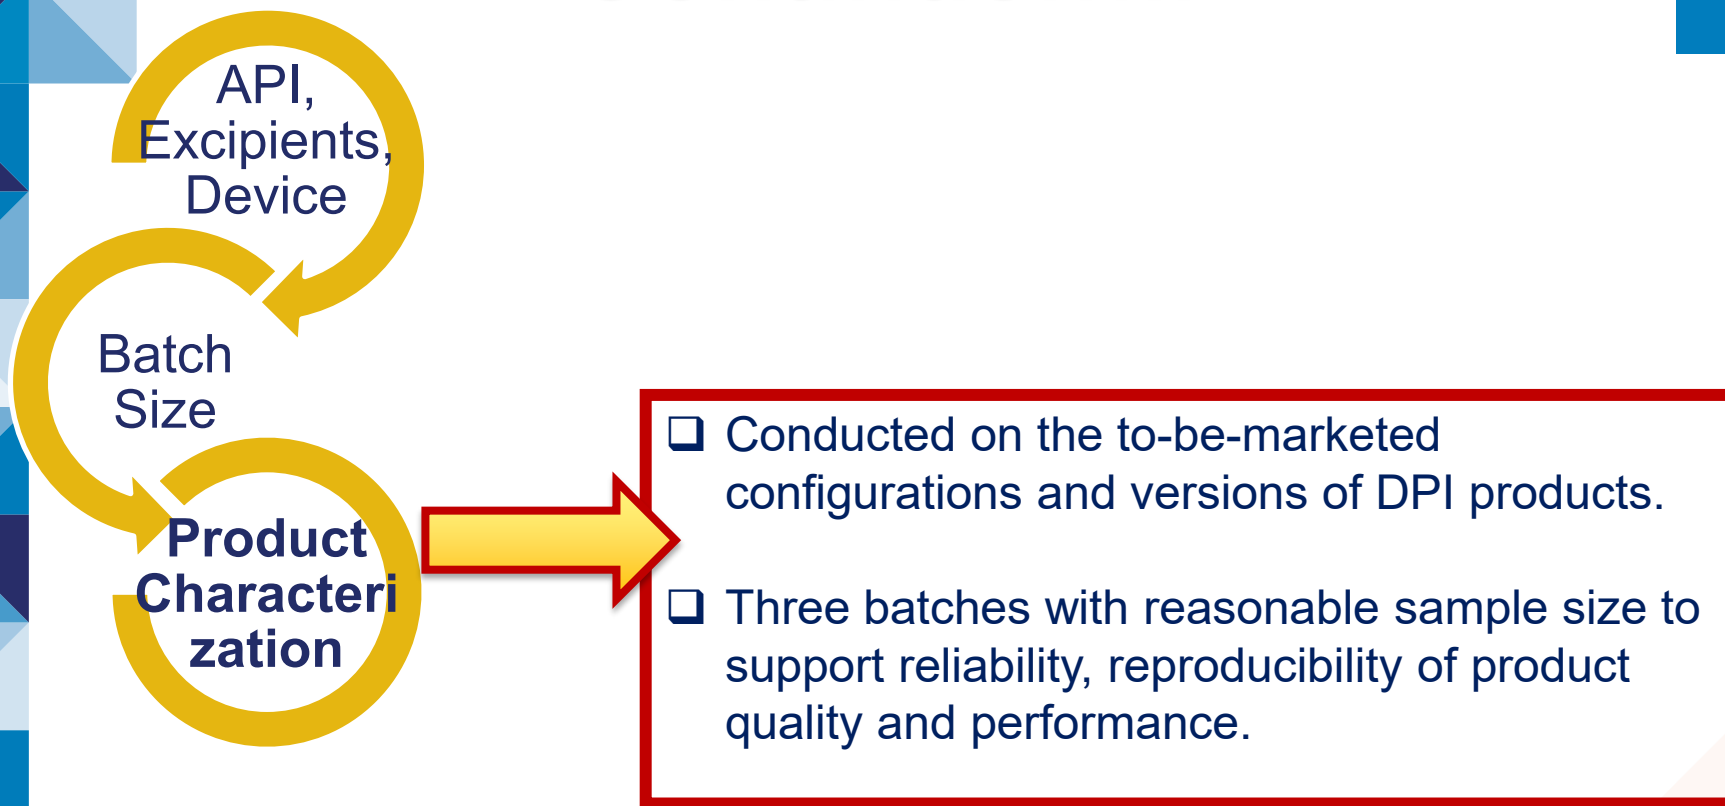 API,
Excipients,
Device
Batch
Size
Product
Characteri
zation
❑ Conducted on the to-be-marketed
configurations and versions of DPI products.
❑ Three batches with reasonable sample size to
support reliability, reproducibility of product
quality and performance.